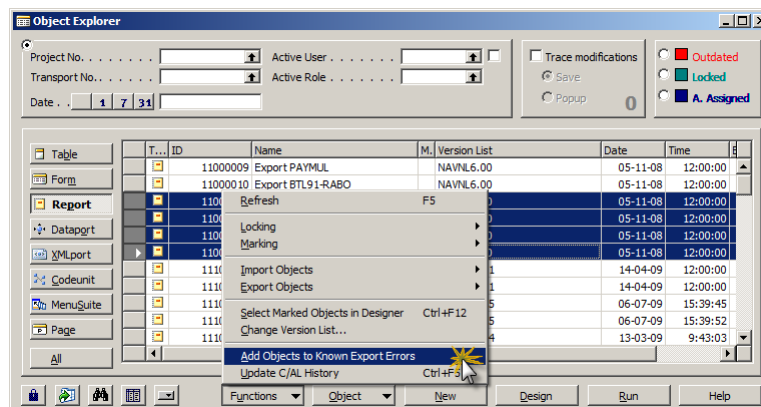 Object Explorer
Project No. . . . . . . . Active User . . . . . . . Trace modifications Outdated
Transport No. . . . . . Active Role . . . . . . . Save Locked
Date . . 1 7 31 Popup 0 A. Assigned
Table T... ID Name M. Version List Date Time
11000009 Export PAYMUL NAVNL6.00 05-11-08 12:00:00
Form 11000010 Export BTL91-RABO NAVNL6.00 05-11-08 12:00:00
Report Refresh F5 05-11-08 12:00:00
05-11-08 12:00:00
Dataport Locking 05-11-08 12:00:00
XMLport Marking 05-11-08 12:00:00
Codeunit Import Objects 14-04-09 12:00:00
Export Objects 14-04-09 12:00:00
MenuSuite Select Marked Objects in Designer Ctrl+F12 06-07-09 15:39:45
Page Change Version List... 06-07-09 15:39:52
13-03-09 9:43:03
All Add Objects to Known Export Errors
Update C/AL History
Functions Object New Design Run Help